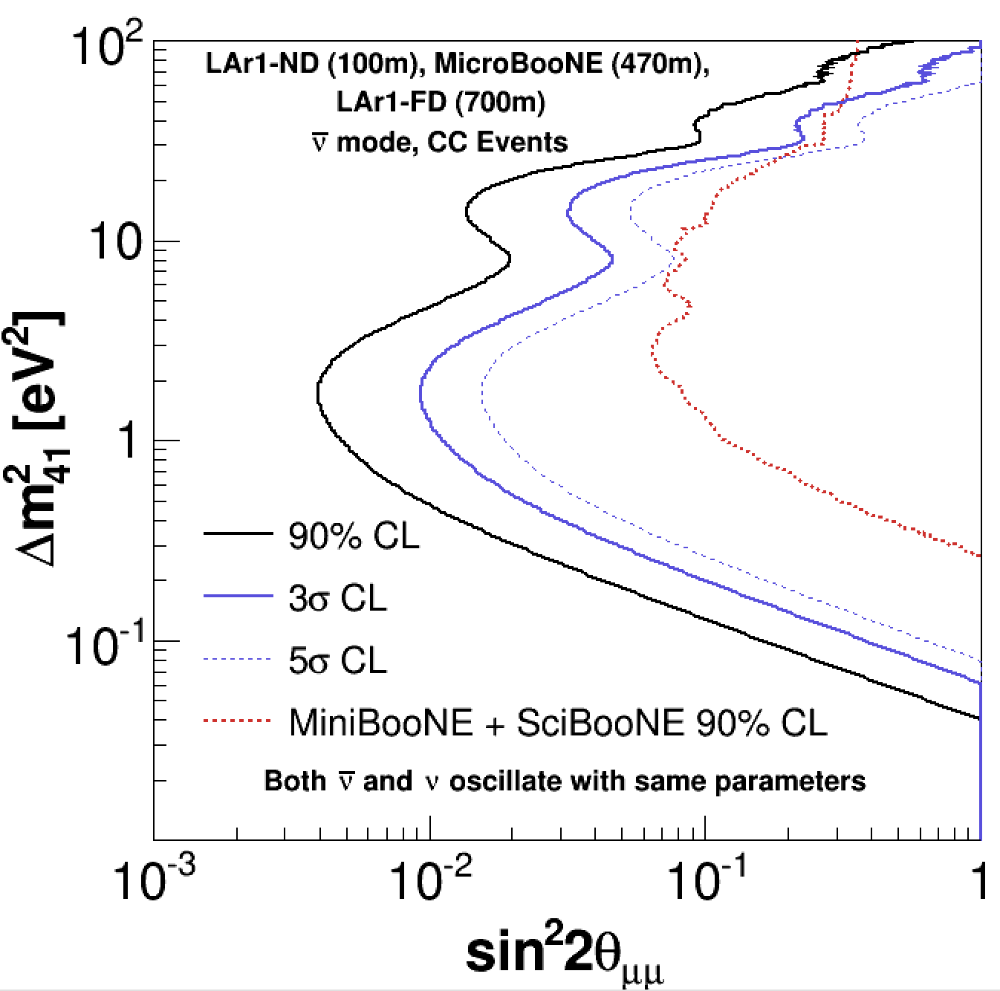 LAr1-ND (100m), MicroBooNE (470m),
LAr1-FD (700m)
ν̅ mode, CC Events
10²
10
1
10⁻¹
Δm²₄₁ [eV²]
90% CL
3σ CL
5σ CL
MiniBooNE + SciBooNE 90% CL
Both ν̅ and ν oscillate with same parameters
10⁻³ 10⁻² 10⁻¹ 1
sin²2θμμ